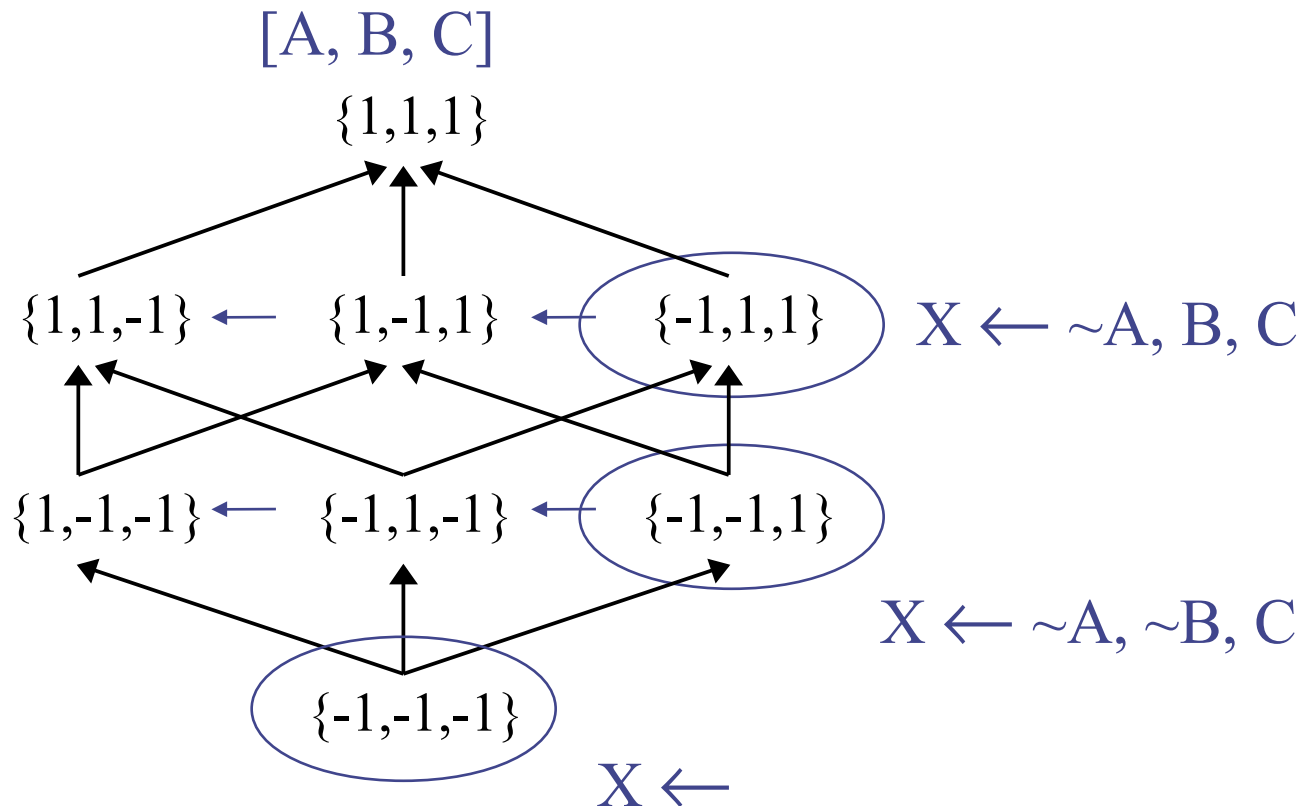 [A, B, C]
{1,1,1}
{1,1,-1} {1,-1,1} {-1,1,1} X ← ~A, B, C
{1,-1,-1} {-1,1,-1} {-1,-1,1}
X ← ~A, ~B, C
{-1,-1,-1}
X ←